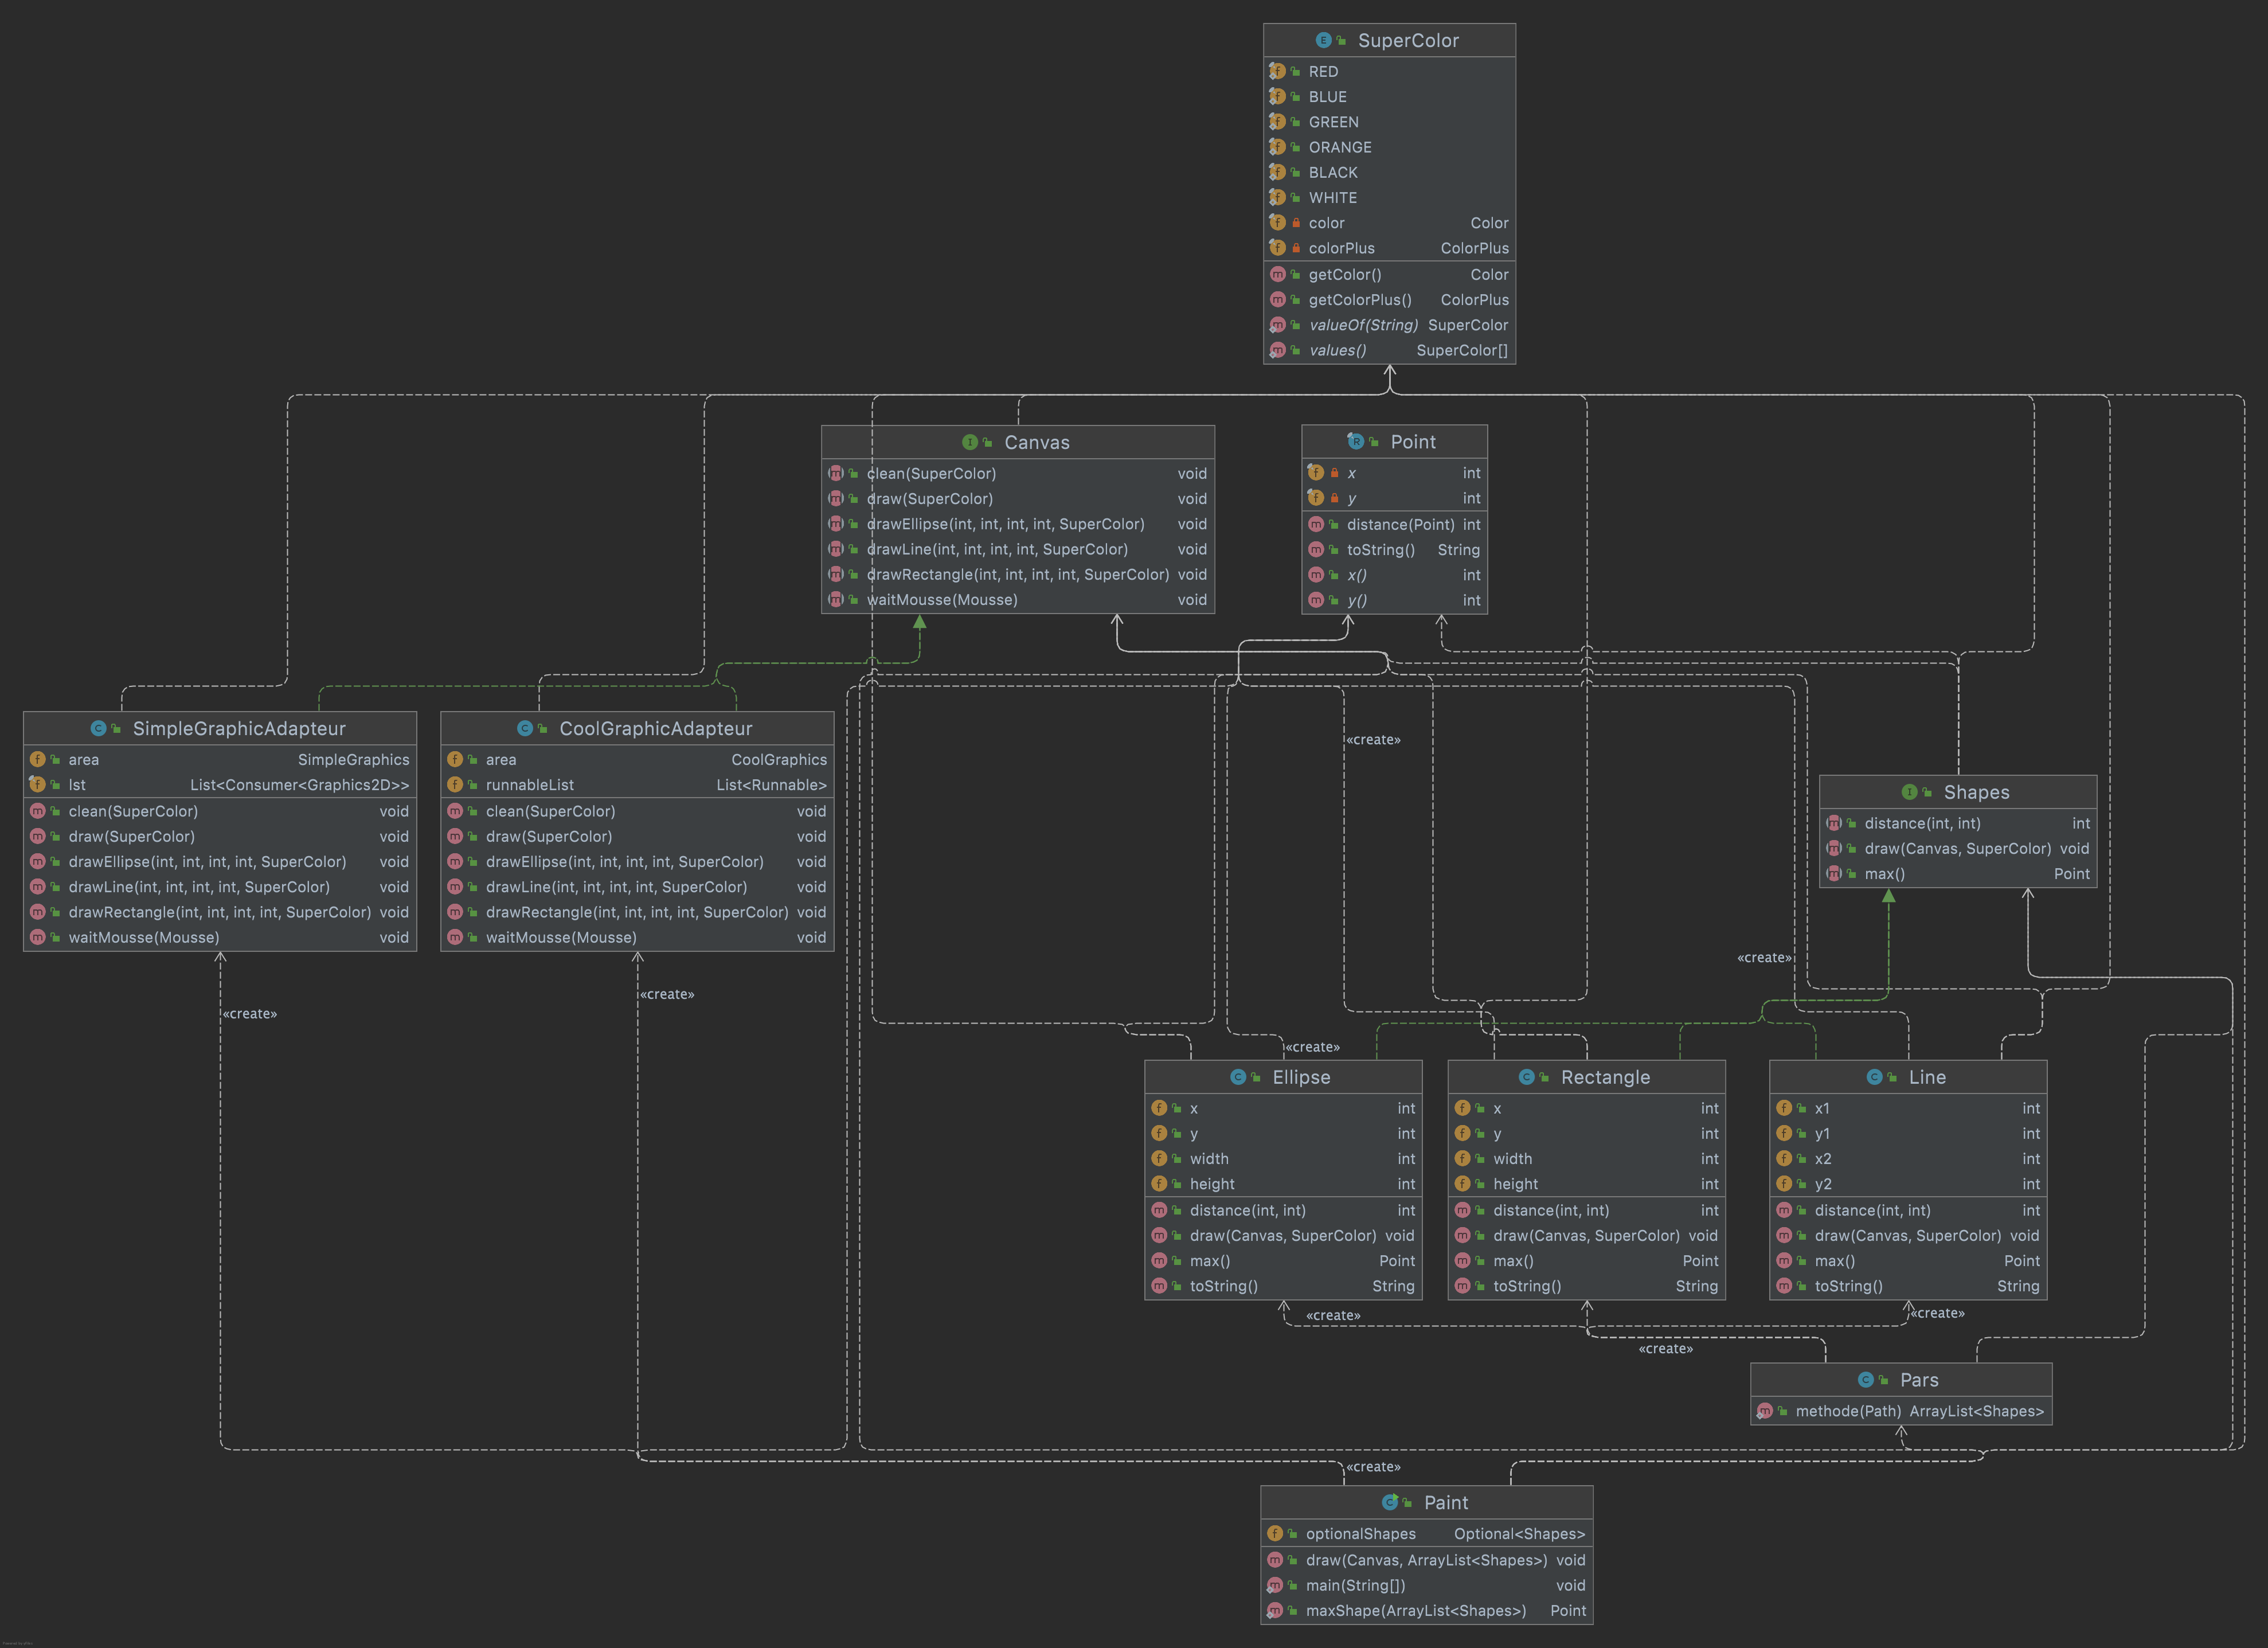 SuperColor
RED
BLUE
GREEN
ORANGE
BLACK
WHITE
color Color
colorPlus ColorPlus
getColor() Color
getColorPlus() ColorPlus
valueOf(String) SuperColor
values() SuperColor[]
Canvas
clean(SuperColor) void
draw(SuperColor) void
drawEllipse(int, int, int, int, SuperColor) void
drawLine(int, int, int, int, SuperColor) void
drawRectangle(int, int, int, int, SuperColor) void
waitMousse(Mousse) void
Point
x int
y int
distance(Point) int
toString() String
x() int
y() int
SimpleGraphicAdapteur
area SimpleGraphics
lst List<Consumer<Graphics2D>>
clean(SuperColor) void
draw(SuperColor) void
drawEllipse(int, int, int, int, SuperColor) void
drawLine(int, int, int, int, SuperColor) void
drawRectangle(int, int, int, int, SuperColor) void
waitMousse(Mousse) void
CoolGraphicAdapteur
area CoolGraphics
runnableList List<Runnable>
clean(SuperColor) void
draw(SuperColor) void
drawEllipse(int, int, int, int, SuperColor) void
drawLine(int, int, int, int, SuperColor) void
drawRectangle(int, int, int, int, SuperColor) void
waitMousse(Mousse) void
«create»
Shapes
distance(int, int) int
draw(Canvas, SuperColor) void
max() Point
«create»
«create»
«create»
«create»
Ellipse
x int
y int
width int
height int
distance(int, int) int
draw(Canvas, SuperColor) void
max() Point
toString() String
Rectangle
x int
y int
width int
height int
distance(int, int) int
draw(Canvas, SuperColor) void
max() Point
toString() String
Line
x1 int
y1 int
x2 int
y2 int
distance(int, int) int
draw(Canvas, SuperColor) void
max() Point
toString() String
«create»
«create»
«create»
Pars
methode(Path) ArrayList<Shapes>
«create»
Paint
optionalShapes Optional<Shapes>
draw(Canvas, ArrayList<Shapes>) void
main(String[]) void
maxShape(ArrayList<Shapes>) Point